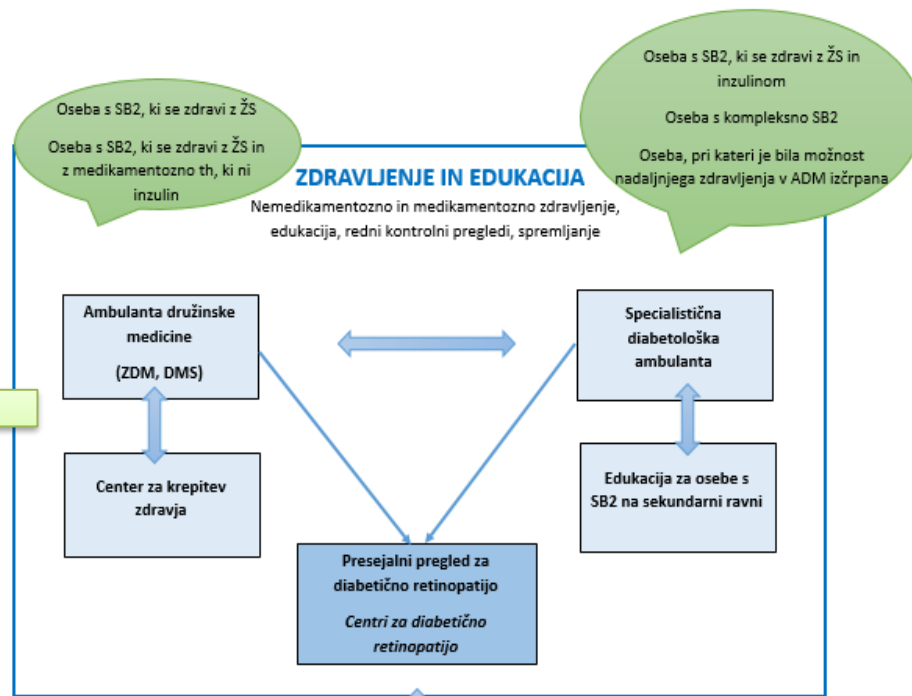 Oseba s SB2, ki se zdravi z ŽS
Oseba s SB2, ki se zdravi z ŽS in
z medikamentozno th, ki ni
inzulin
Oseba s SB2, ki se zdravi z ŽS in
inzulinom
Oseba s kompleksno SB2
Oseba, pri kateri je bila možnost
nadaljnjega zdravljenja v ADM izčrpana
ZDRAVLJENJE IN EDUKACIJA
Nemedikamentozno in medikamentozno zdravljenje,
edukacija, redni kontrolni pregledi, spremljanje
Ambulanta družinske
medicine
(ZDM, DMS)
Specialistična
diabetološka
ambulanta
Center za krepitev
zdravja
Edukacija za osebe s
SB2 na sekundarni ravni
Presejalni pregled za
diabetično retinopatijo
Centri za diabetično
retinopatijo